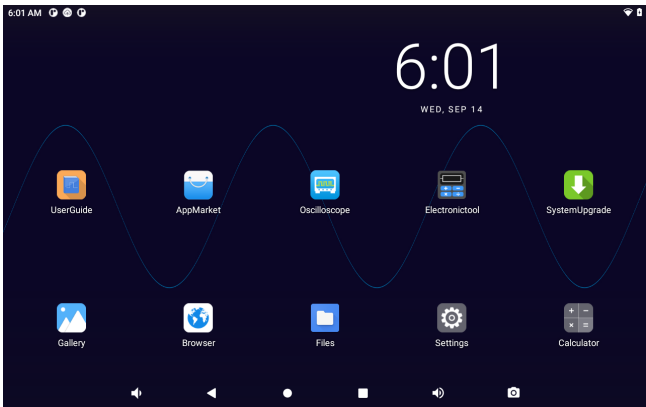 6:01 AM
6:01
WED, SEP 14
UserGuide
AppMarket
Oscilloscope
Electronictool
SystemUpgrade
Gallery
Browser
Files
Settings
Calculator